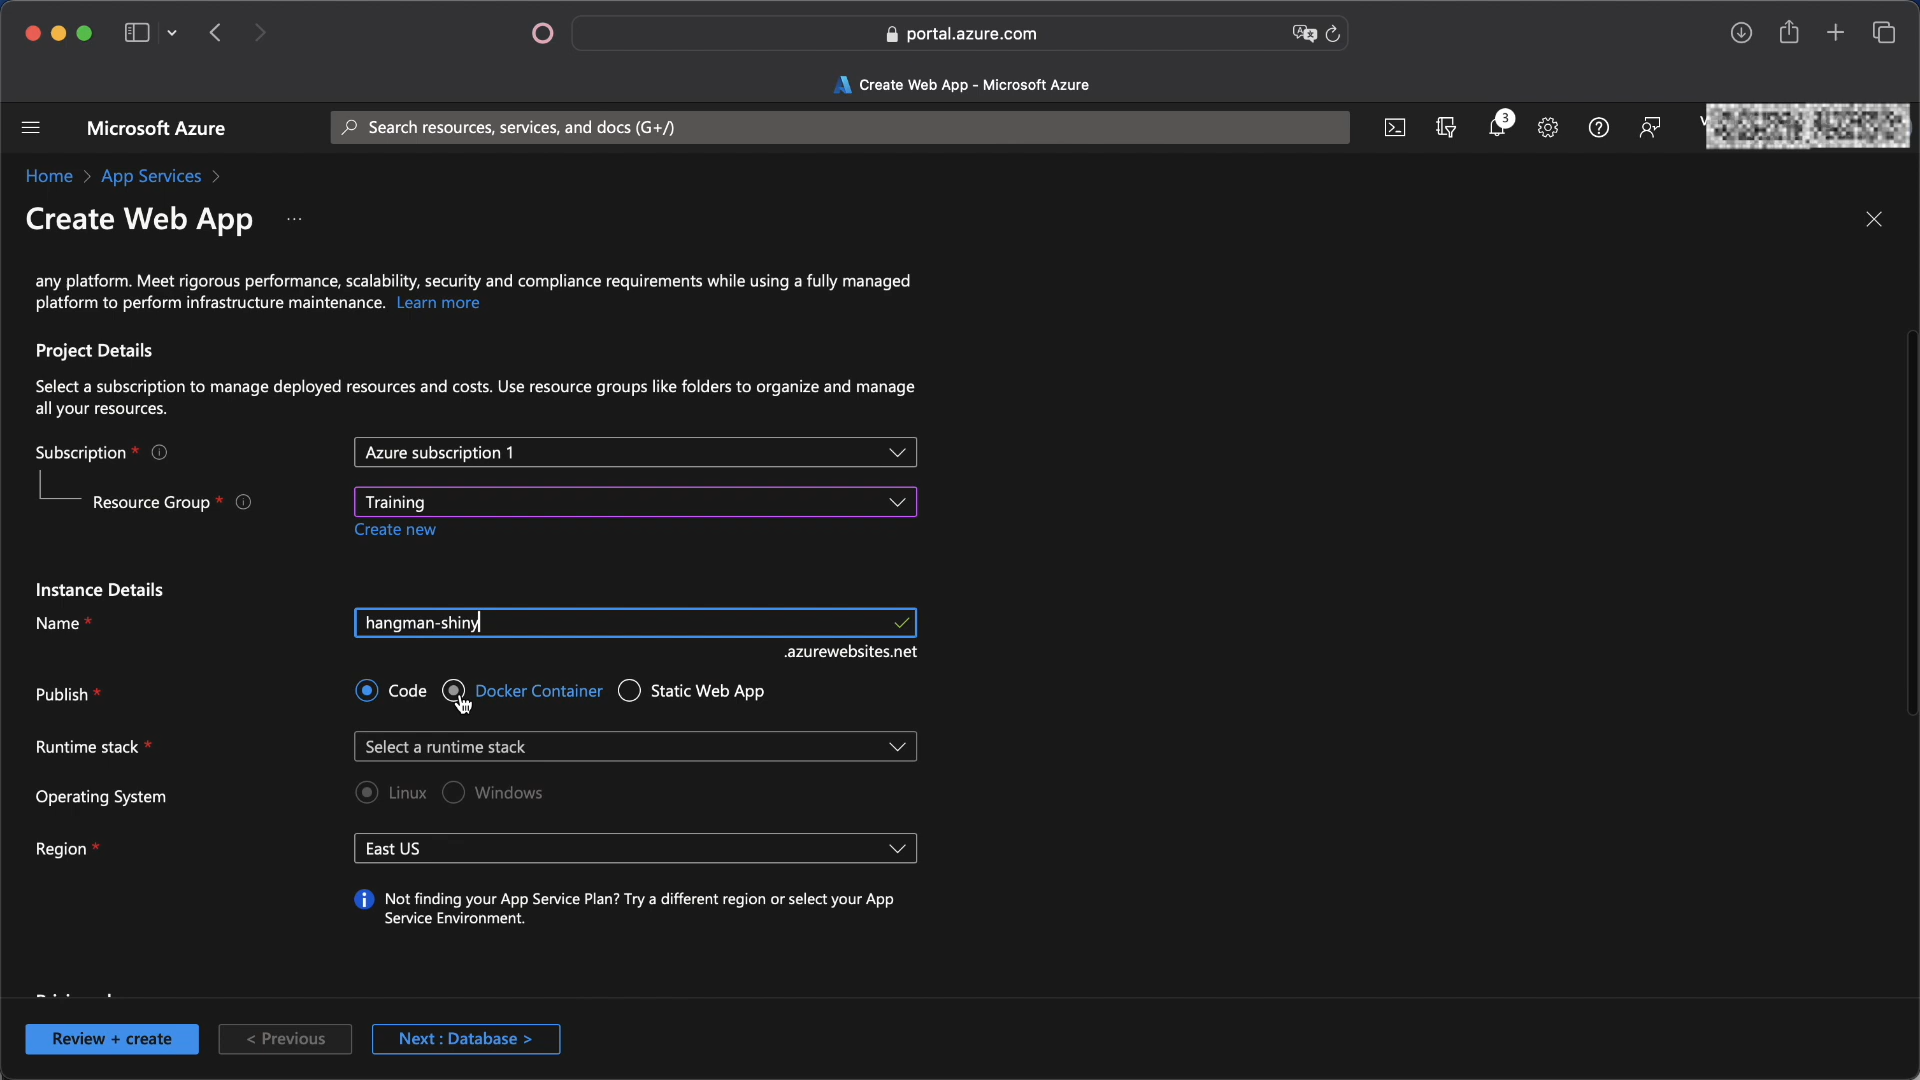 portal.azure.com
Create Web App - Microsoft Azure
Microsoft Azure
Search resources, services, and docs (G+/)
3
Home > App Services >
Create Web App ...
any platform. Meet rigorous performance, scalability, security and compliance requirements while using a fully managed
platform to perform infrastructure maintenance. Learn more
Project Details
Select a subscription to manage deployed resources and costs. Use resource groups like folders to organize and manage
all your resources.
Subscription * Azure subscription 1
Resource Group * Training
Create new
Instance Details
Name * hangman-shiny
.azurewebsites.net
Publish * Code Docker Container Static Web App
Runtime stack * Select a runtime stack
Operating System Linux Windows
Region * East US
Not finding your App Service Plan? Try a different region or select your App
Service Environment.
Review + create < Previous Next : Database >